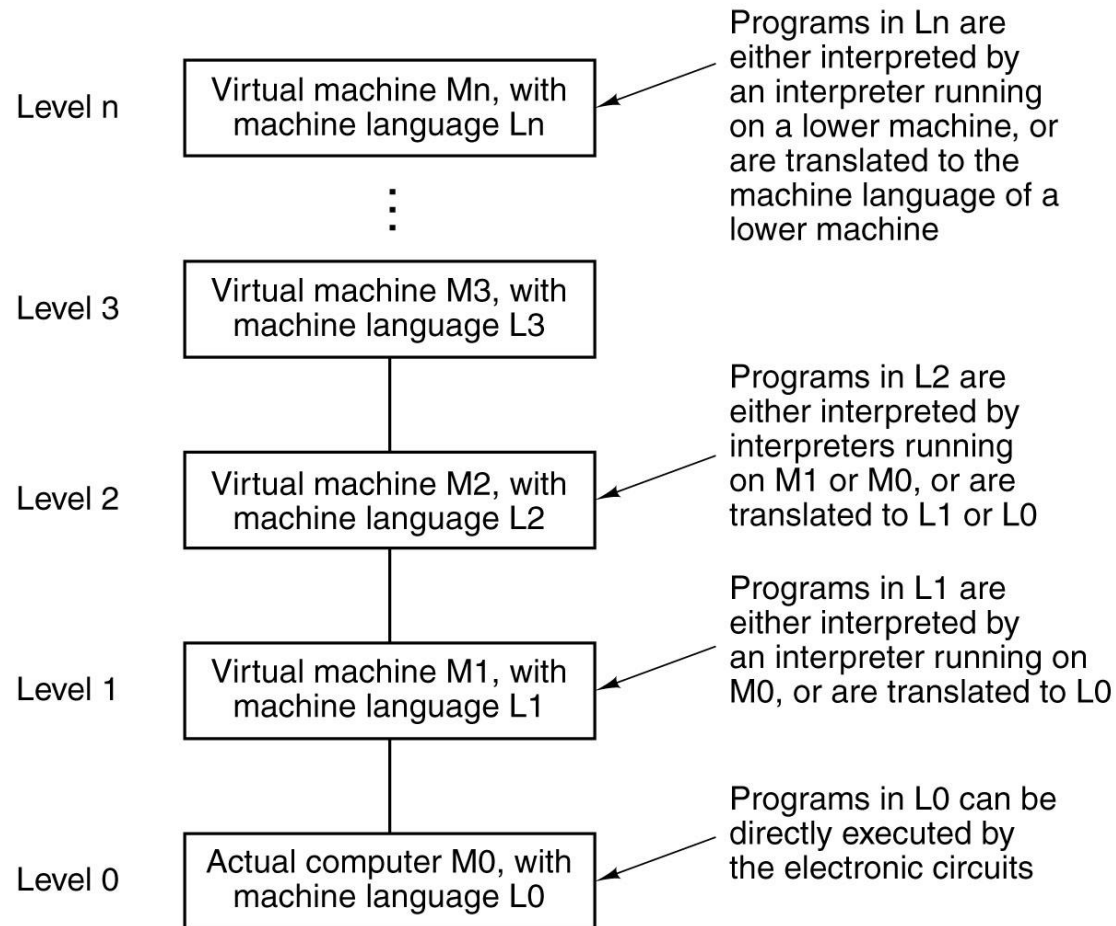 Programs in Ln are
either interpreted by
an interpreter running
on a lower machine, or
are translated to the
machine language of a
lower machine
Level n
Virtual machine Mn, with
machine language Ln
Level 3
Virtual machine M3, with
machine language L3
Programs in L2 are
either interpreted by
interpreters running
on M1 or M0, or are
translated to L1 or L0
Level 2
Virtual machine M2, with
machine language L2
Programs in L1 are
either interpreted by
an interpreter running on
M0, or are translated to L0
Level 1
Virtual machine M1, with
machine language L1
Programs in L0 can be
directly executed by
the electronic circuits
Level 0
Actual computer M0, with
machine language L0